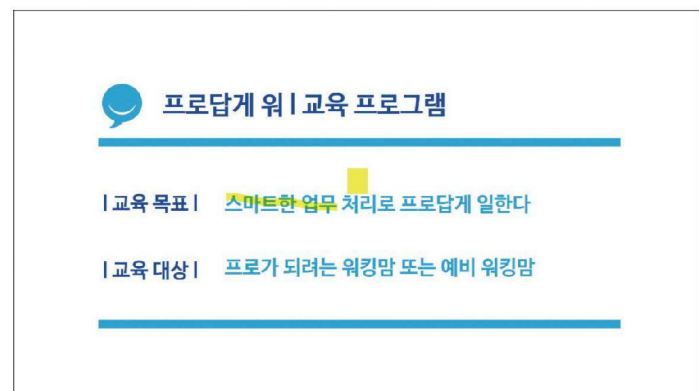 프로답게 워 | 교육 프로그램
| 교육 목표 | 스마트한 업무 처리로 프로답게 일한다
| 교육 대상 | 프로가 되려는 워킹맘 또는 예비 워킹맘